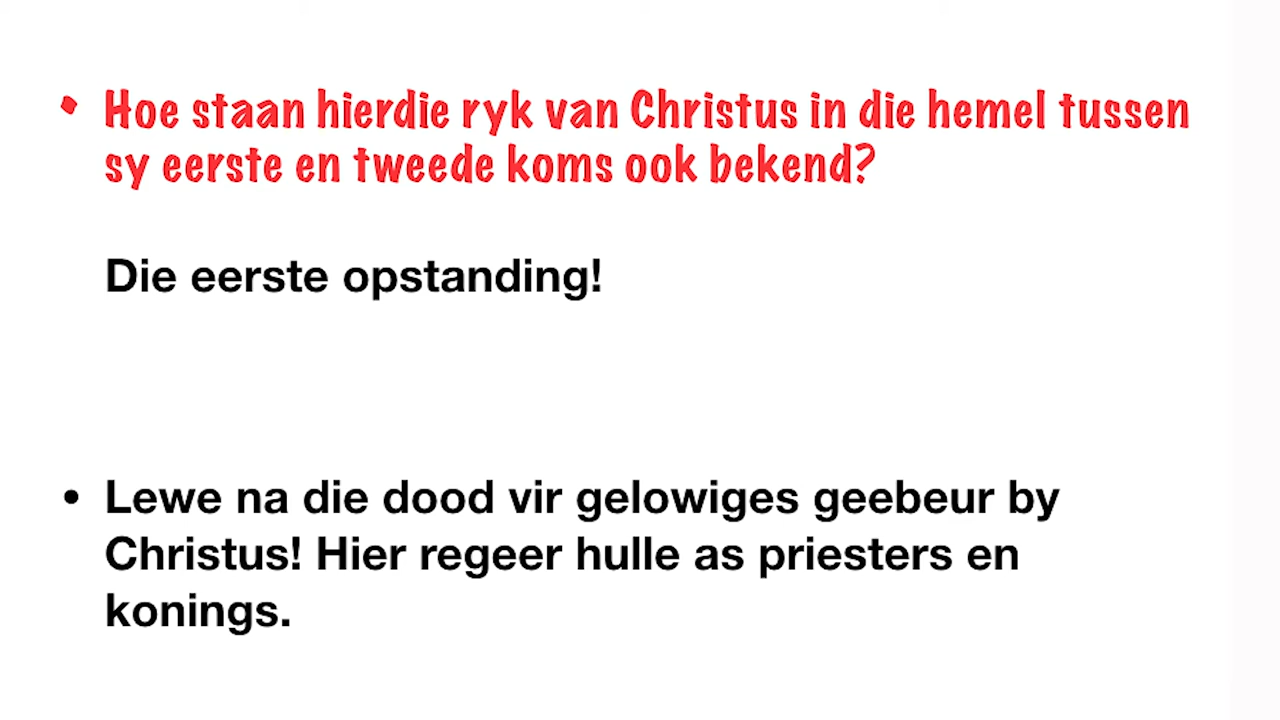 • Hoe staan hierdie ryk van Christus in die hemel tussen
sy eerste en tweede koms ook bekend?
Die eerste opstanding!
• Lewe na die dood vir gelowiges geebeur by
Christus! Hier regeer hulle as priesters en
konings.